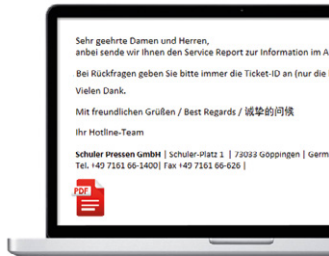 Sehr geehrte Damen und Herren,
anbei sende wir Ihnen den Service Report zur Information im A
Bei Rückfragen geben Sie bitte immer die Ticket-ID an (nur die
Vielen Dank.
Mit freundlichen Grüßen / Best Regards / 诚挚的问候
Ihr Hotline-Team
Schuler Pressen GmbH | Schuler-Platz 1 | 73033 Göppingen | Germ
Tel. +49 7161 66-1400| Fax +49 7161 66-626 |
PDF